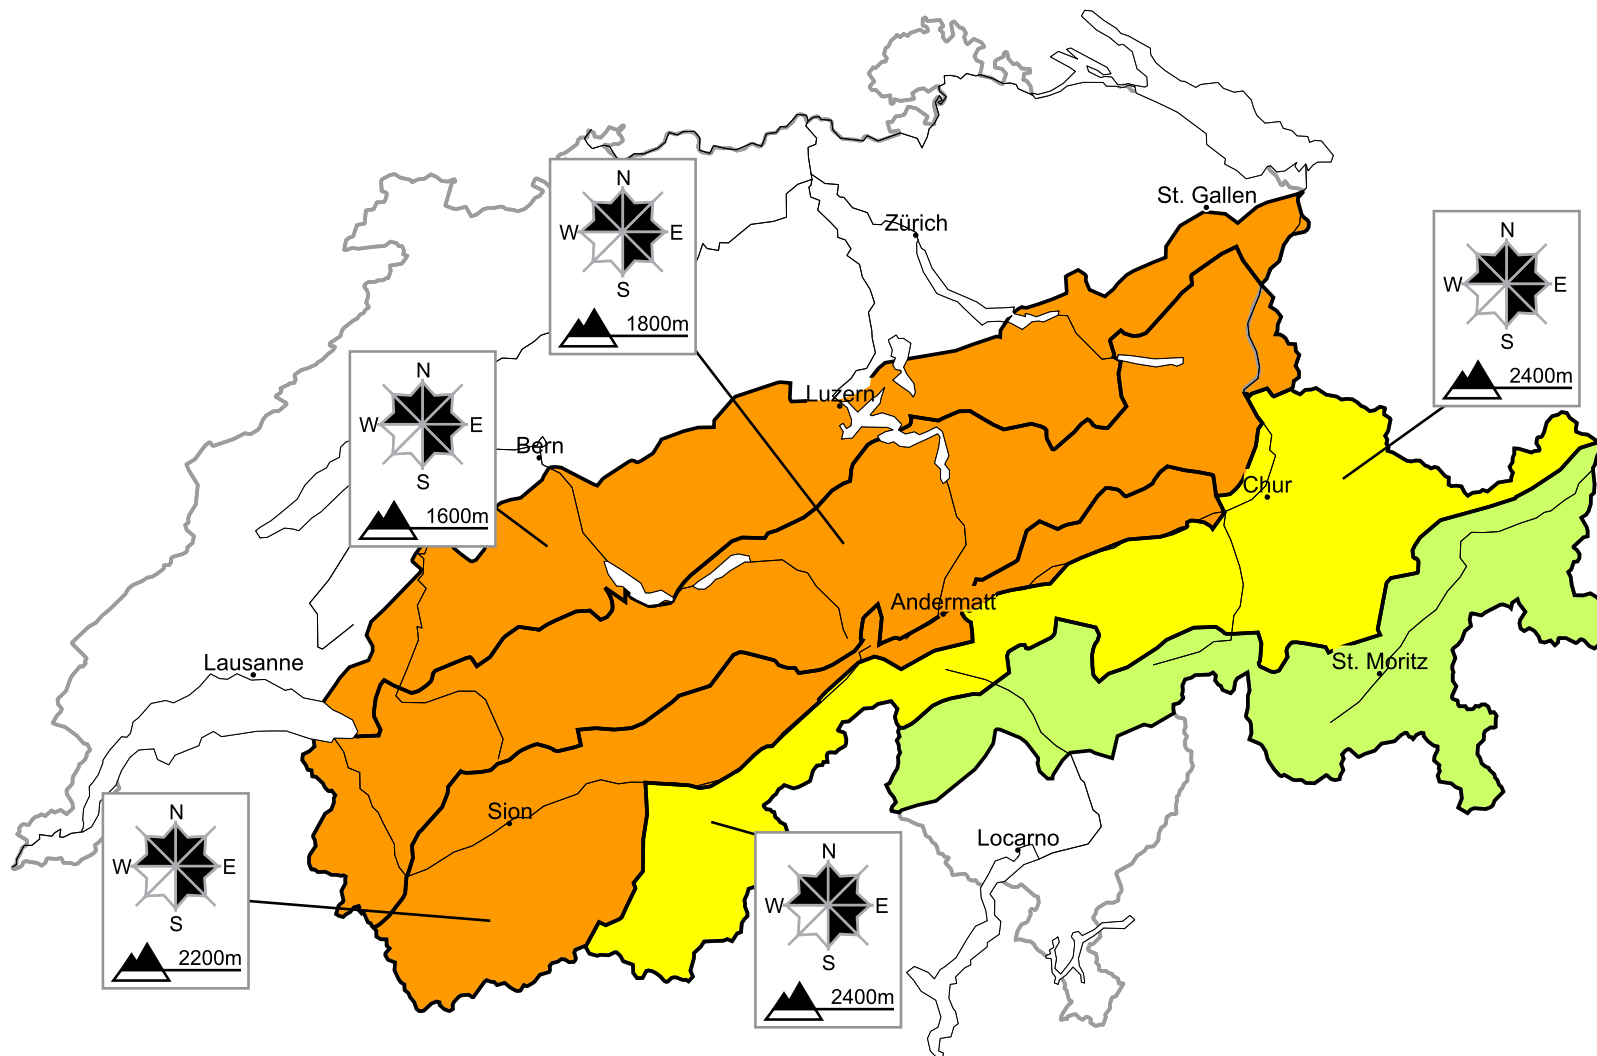 N
W E
S
1800m
St. Gallen
Zürich
N
W E
S
2400m
N
W E
S
1600m
Luzern
Bern
Chur
Andermatt
Lausanne
St. Moritz
N
W E
S
2200m
Sion
Locarno
N
W E
S
2400m